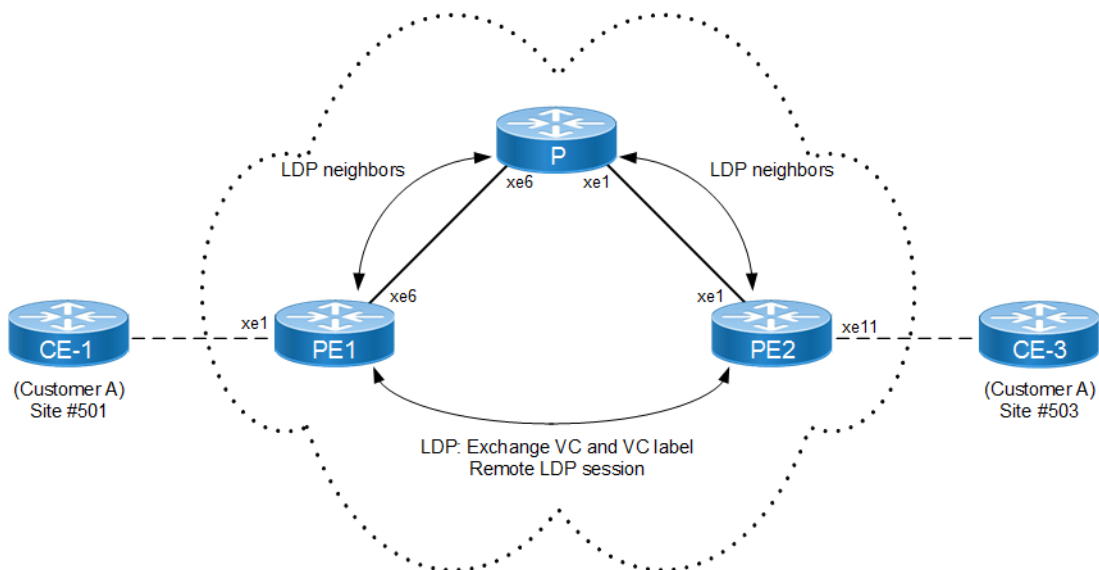 P
LDP neighbors
LDP neighbors
xe6
xe1
xe6
xe1
xe1
xe11
CE-1
PE1
PE2
CE-3
(Customer A)
Site #501
(Customer A)
Site #503
LDP: Exchange VC and VC label
Remote LDP session